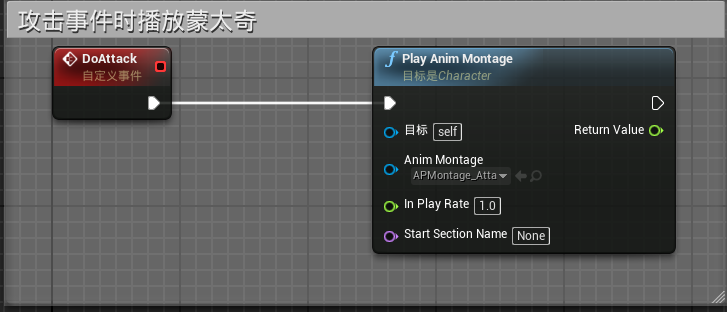 攻击事件时播放蒙太奇
DoAttack
自定义事件
Play Anim Montage
目标是Character
目标 self
Return Value
Anim Montage
APMontage_Atta
In Play Rate 1.0
Start Section Name None